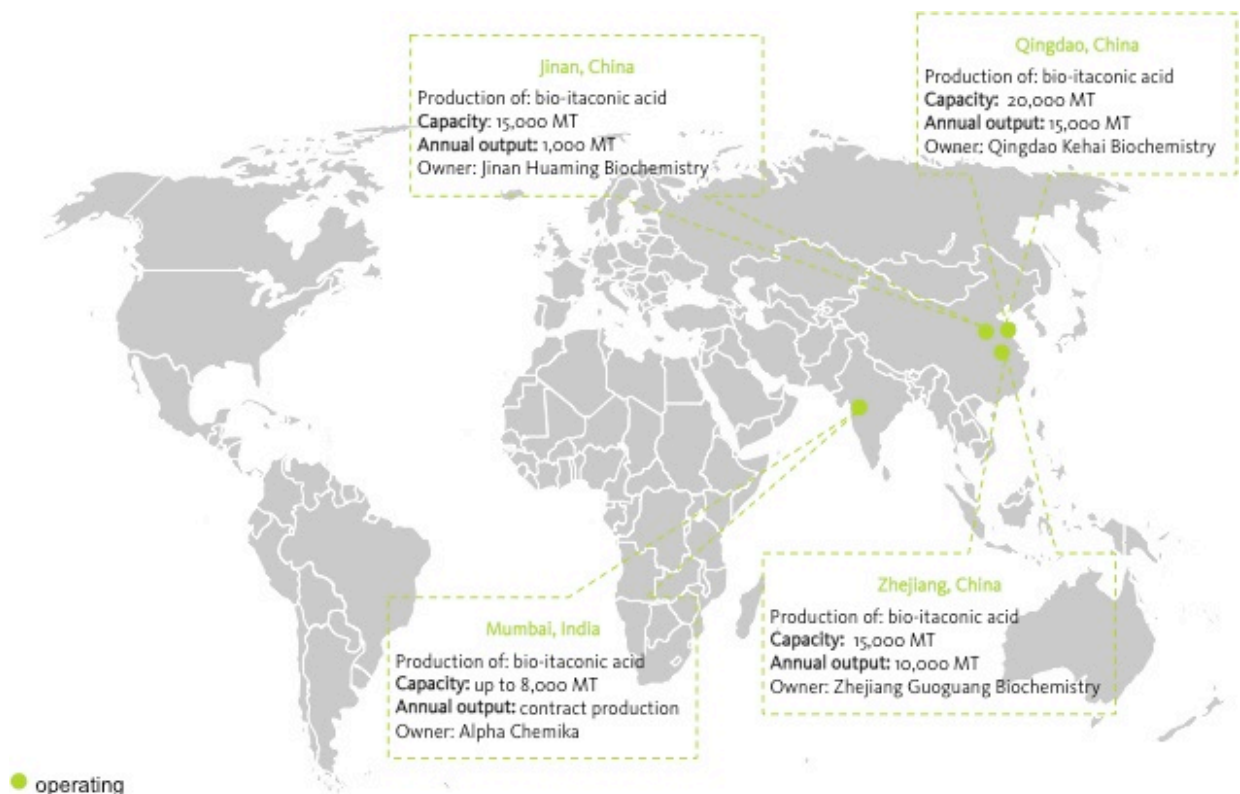 Jinan, China
Production of: bio-itaconic acid
Capacity: 15,000 MT
Annual output: 1,000 MT
Owner: Jinan Huaming Biochemistry
Qingdao, China
Production of: bio-itaconic acid
Capacity: 20,000 MT
Annual output: 15,000 MT
Owner: Qingdao Kehai Biochemistry
Mumbai, India
Production of: bio-itaconic acid
Capacity: up to 8,000 MT
Annual output: contract production
Owner: Alpha Chemika
Zhejiang, China
Production of: bio-itaconic acid
Capacity: 15,000 MT
Annual output: 10,000 MT
Owner: Zhejiang Guoguang Biochemistry
operating